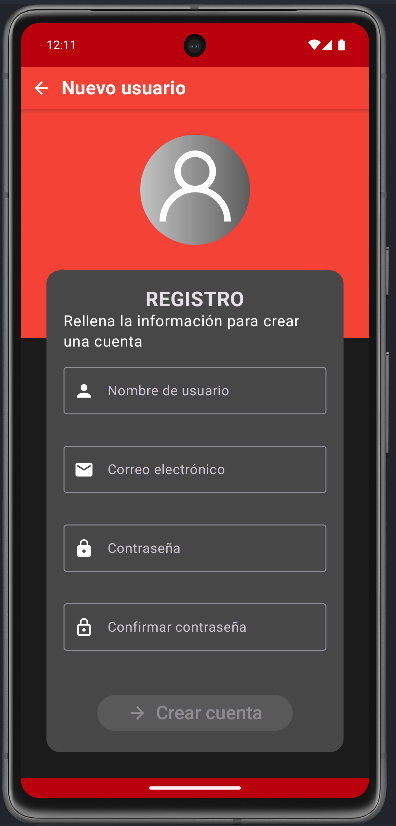 12:11
Nuevo usuario
REGISTRO
Rellena la información para crear
una cuenta
Nombre de usuario
Correo electrónico
Contraseña
Confirmar contraseña
Crear cuenta